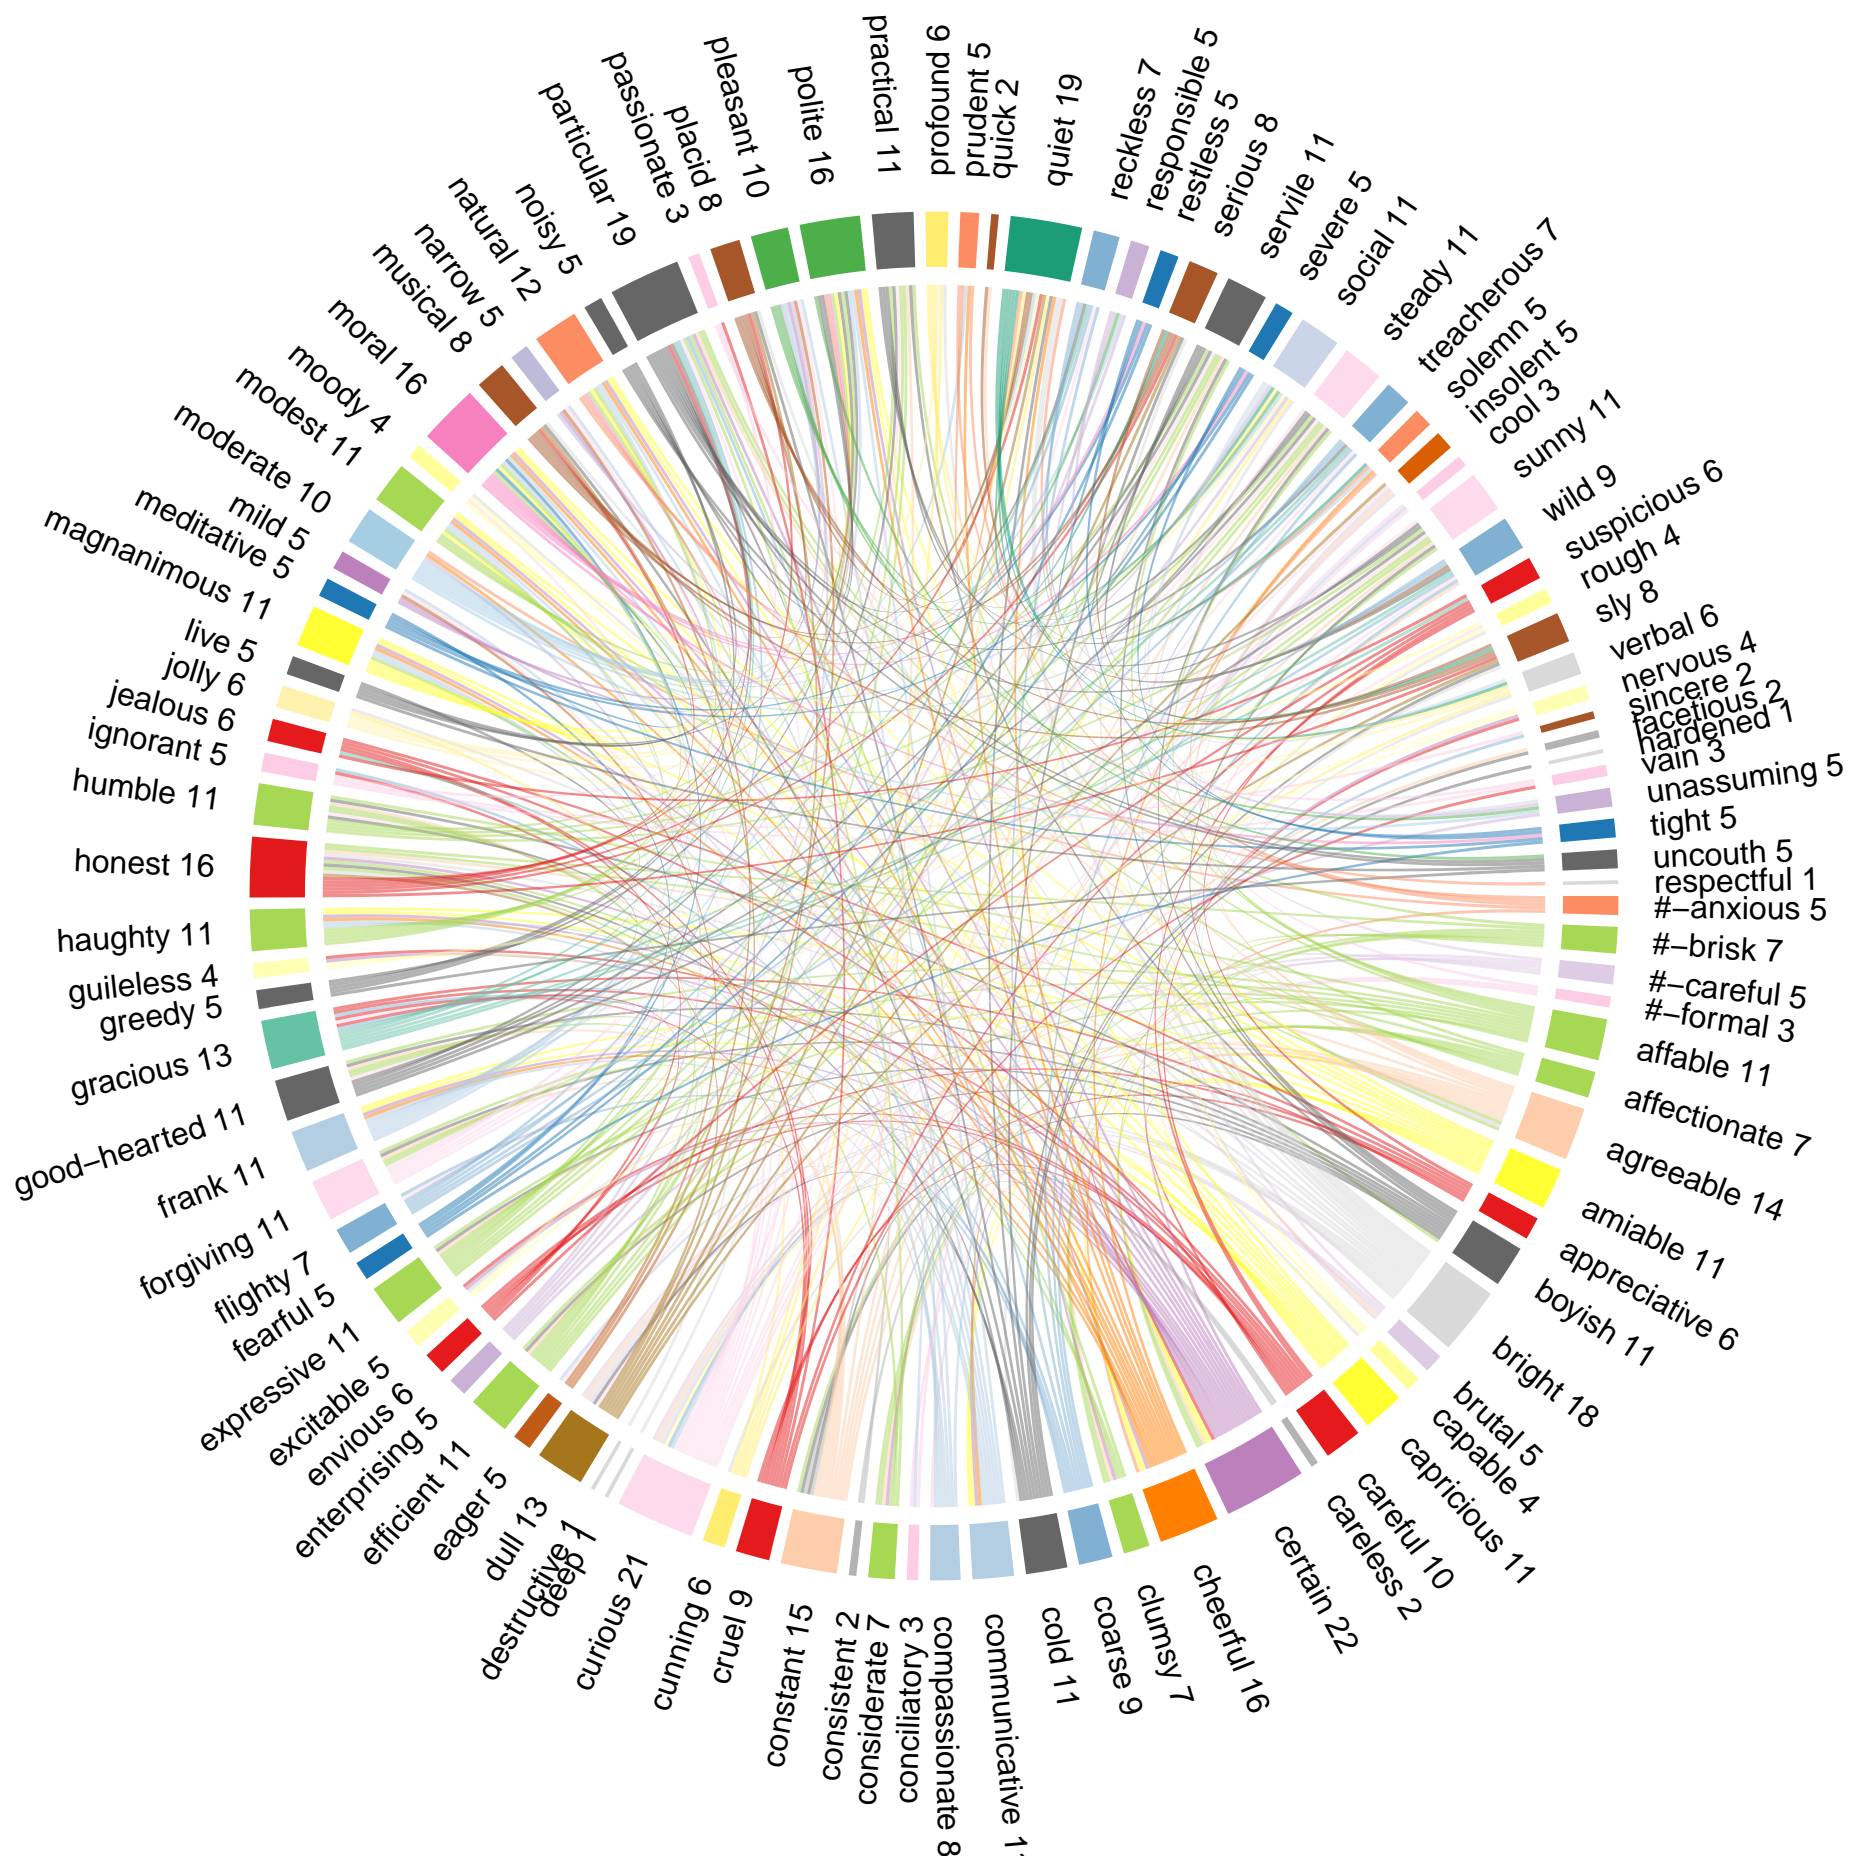 profound 6
prudent 5
quick 2
quiet 19
reckless 7
responsible 5
restless 5
serious 8
servile 11
severe 5
social 11
steady 11
treacherous 7
solemn 5
insolent 5
cool 3
sunny 11
wild 9
suspicious 6
rough 4
sly 8
verbal 6
nervous 4
sincere 2
facetious 2
hardened 1
vain 3
unassuming 5
tight 5
uncouth 5
respectful 1
#–anxious 5
#–brisk 7
#–careful 5
#–formal 3
affable 11
affectionate 7
agreeable 14
amiable 11
appreciative 6
boyish 11
bright 18
brutal 5
capable 4
capricious 11
careful 10
careless 2
certain 22
cheerful 16
clumsy 7
coarse 9
cold 11
communicative 11
compassionate 8
conciliatory 3
considerate 7
consistent 2
constant 15
cruel 9
cunning 6
curious 21
deep 1
destructive 1
dull 13
eager 5
efficient 11
enterprising 5
envious 6
excitable 5
expressive 11
fearful 5
flighty 7
forgiving 11
frank 11
good–hearted 11
gracious 13
greedy 5
guileless 4
haughty 11
honest 16
humble 11
ignorant 5
jealous 6
jolly 6
live 5
magnanimous 11
meditative 5
mild 5
moderate 10
modest 11
moody 4
moral 16
musical 8
narrow 5
natural 12
noisy 5
particular 19
passionate 3
placid 8
pleasant 10
polite 16
practical 11